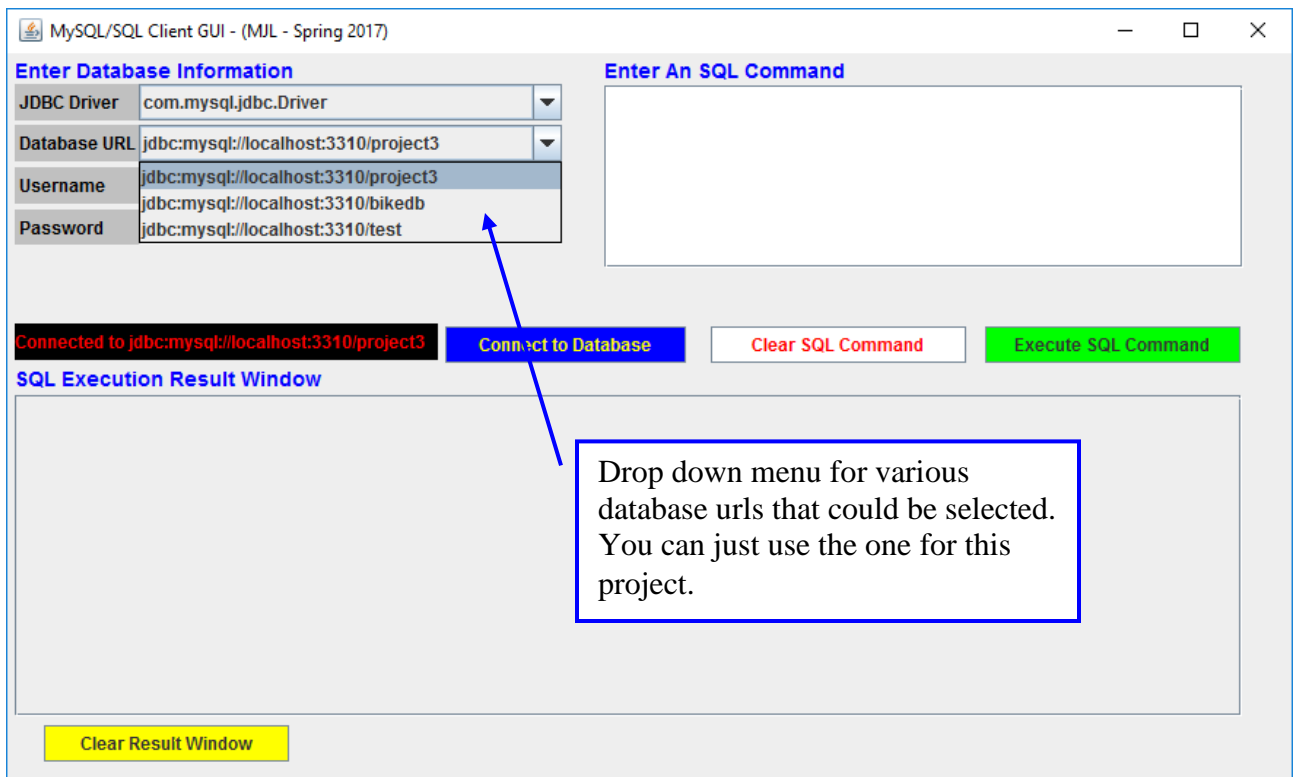 MySQL/SQL Client GUI - (MJL - Spring 2017)
Enter Database Information
Enter An SQL Command
JDBC Driver
com.mysql.jdbc.Driver
Database URL
jdbc:mysql://localhost:3310/project3
Username
jdbc:mysql://localhost:3310/project3
jdbc:mysql://localhost:3310/bikedb
Password
jdbc:mysql://localhost:3310/test
Connected to jdbc:mysql://localhost:3310/project3
Connect to Database
Clear SQL Command
Execute SQL Command
SQL Execution Result Window
Drop down menu for various
database urls that could be selected.
You can just use the one for this
project.
Clear Result Window